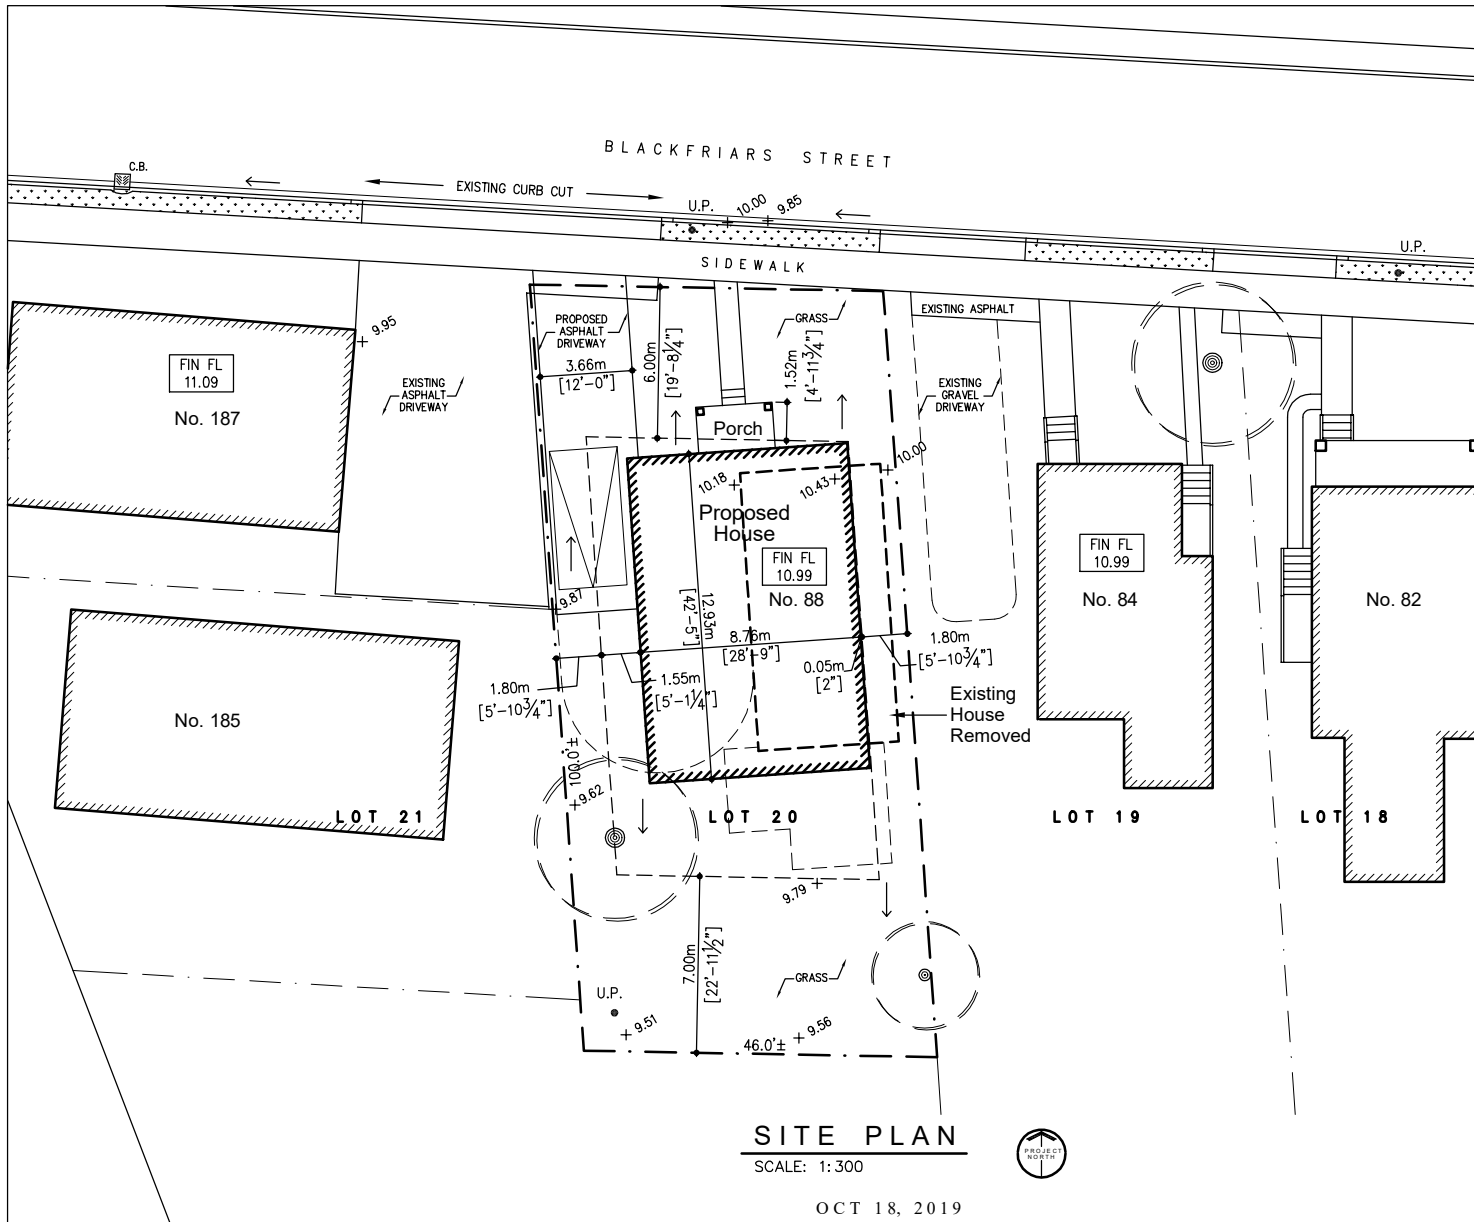 BLACKFRIARS STREET
C.B.
EXISTING CURB CUT
U.P.
10.00
9.85
U.P.
SIDEWALK
PROPOSED
ASPHALT
DRIVEWAY
GRASS
EXISTING ASPHALT
9.95
FIN FL
11.09
No. 187
EXISTING
ASPHALT
DRIVEWAY
3.66m
[12'-0"]
6.00m
[19'-8¼"]
1.52m
[4'-11¾"]
EXISTING
GRAVEL
DRIVEWAY
Porch
10.00
10.18
10.43
Proposed
House
FIN FL
10.99
No. 88
FIN FL
10.99
No. 84
No. 82
9.87
12.93m
[42'-5"]
8.76m
[28'-9"]
0.05m
[2"]
1.80m
[5'-10¾"]
1.80m
[5'-10¾"]
1.55m
[5'-1¼"]
Existing
House
Removed
No. 185
100.0'±
9.62
LOT 21
LOT 20
LOT 19
LOT 18
9.79
7.00m
[22'-11½"]
GRASS
U.P.
9.51
46.0'±
9.56
SITE PLAN
SCALE: 1:300
PROJECT
NORTH
OCT 18, 2019